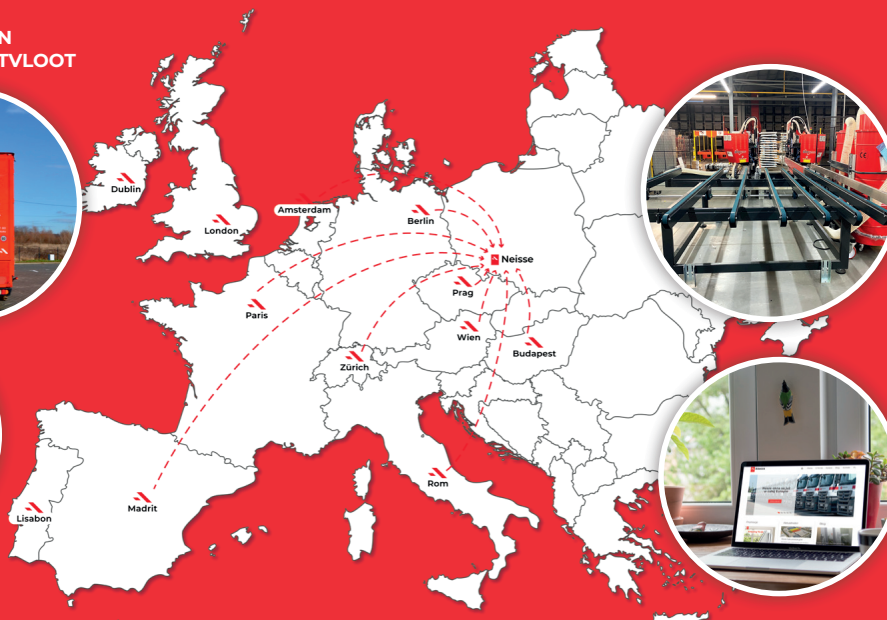 N
TVLOOT
Dublin
London
Amsterdam
Berlin
Neisse
Paris
Prag
Wien
Budapest
Zürich
Rom
Madrit
Lisabon